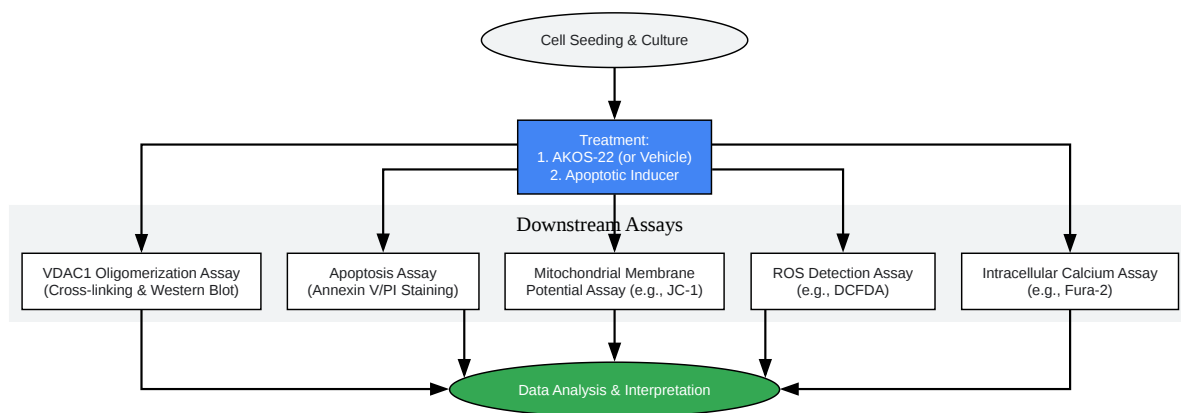 Cell Seeding & Culture
Treatment:
1. AKOS-22 (or Vehicle)
2. Apoptotic Inducer
Downstream Assays
VDAC1 Oligomerization Assay
(Cross-linking & Western Blot)
Apoptosis Assay
(Annexin V/PI Staining)
Mitochondrial Membrane
Potential Assay (e.g., JC-1)
ROS Detection Assay
(e.g., DCFDA)
Intracellular Calcium Assay
(e.g., Fura-2)
Data Analysis & Interpretation